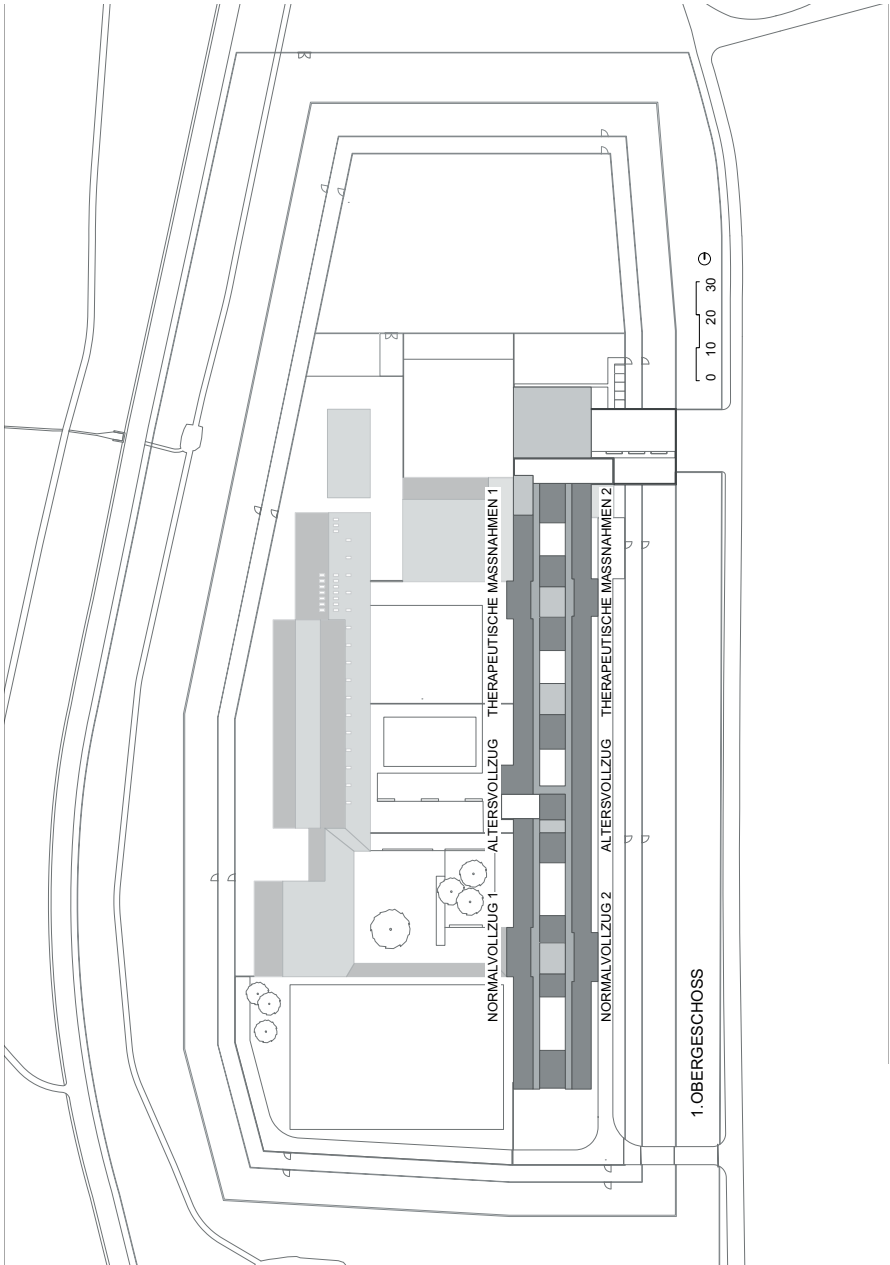 NORMALVOLLZUG 1 ALTERSVOLLZUG THERAPEUTISCHE MASSNAHMEN 1
NORMALVOLLZUG 2 ALTERSVOLLZUG THERAPEUTISCHE MASSNAHMEN 2
1.OBERGESCHOSS
0 10 20 30